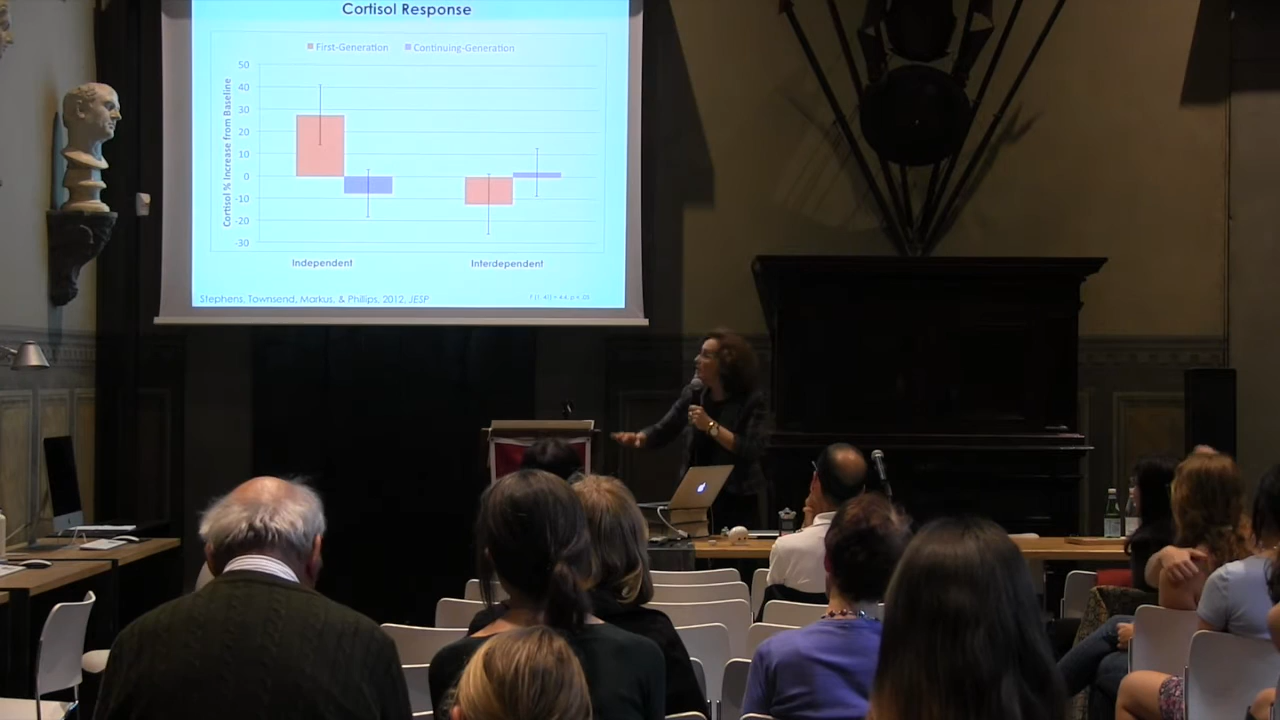 Cortisol Response
First-Generation Continuing-Generation
Cortisol % Increase from Baseline
50
40
30
20
10
0
-10
-20
-30
Independent Interdependent
Stephens, Townsend, Markus, & Phillips, 2012, JESP